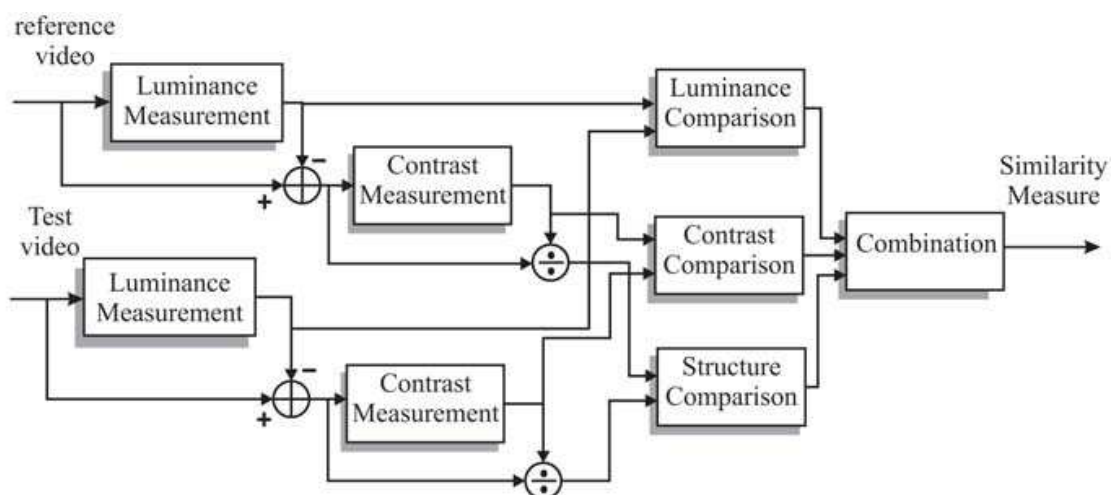 reference
video
Luminance
Measurement
Luminance
Comparison
−
+
Contrast
Measurement
Similarity
Measure
Test
video
÷
Contrast
Comparison
Combination
Luminance
Measurement
−
+
Contrast
Measurement
Structure
Comparison
÷